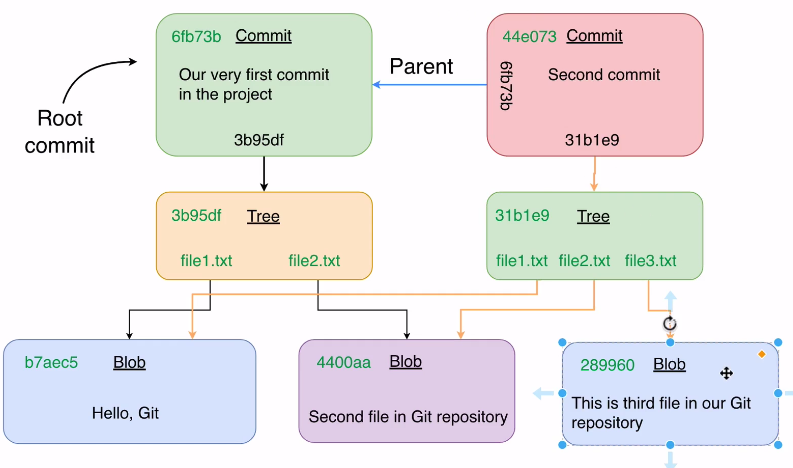 6fb73b Commit
Our very first commit
in the project
3b95df
Root
commit
Parent
44e073 Commit
6fb73b
Second commit
31b1e9
3b95df Tree
file1.txt file2.txt
31b1e9 Tree
file1.txt file2.txt file3.txt
b7aec5 Blob
Hello, Git
4400aa Blob
Second file in Git repository
289960 Blob
This is third file in our Git
repository